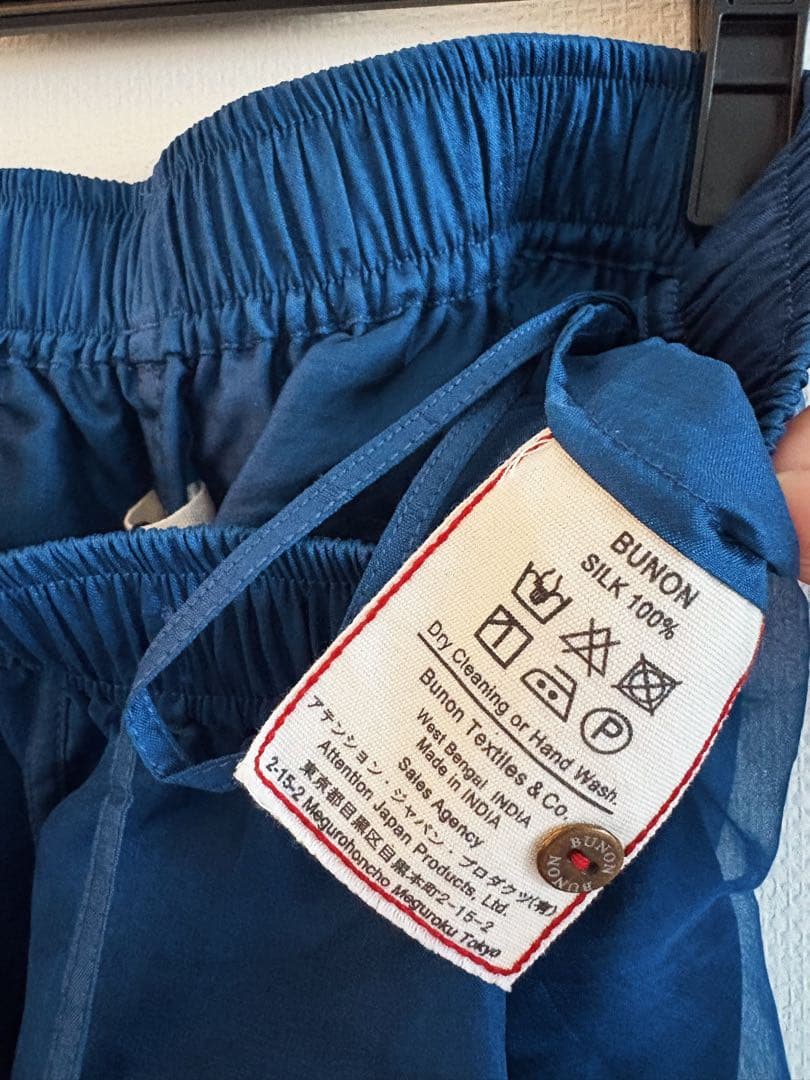 BUNON
SILK 100%
P
Dry Cleaning or Hand Wash.
Bunon Textiles & Co.
West Bengal INDIA
Made in INDIA
Sales Agency
アテンション・ジャパン・プロダクツ(有)
Attention Japan Products, Ltd.
東京都目黒区目黒本町2-15-2
2-15-2 Megurohoncho Meguroku Tokyo
BUNON
BUNON